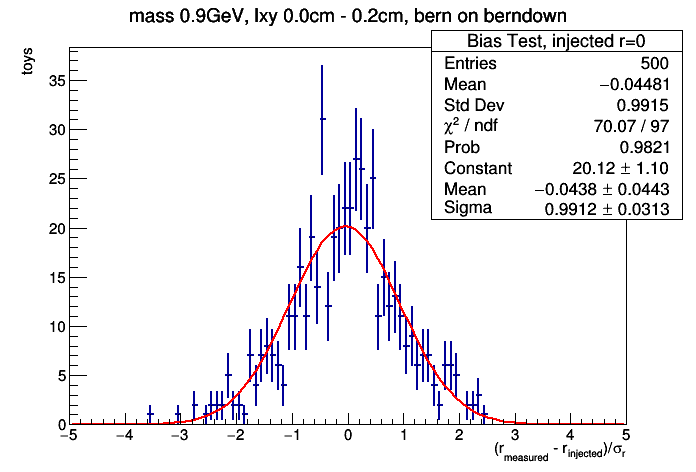 mass 0.9GeV, lxy 0.0cm - 0.2cm, bern on berndown
Bias Test, injected r=0
Entries 500
Mean −0.04481
Std Dev 0.9915
χ² / ndf 70.07 / 97
Prob 0.9821
Constant 20.12 ± 1.10
Mean −0.0438 ± 0.0443
Sigma 0.9912 ± 0.0313
toys
35
30
25
20
15
10
5
0
−5 −4 −3 −2 −1 0 1 2 3 4 5
(r_measured - r_injected)/σ_r